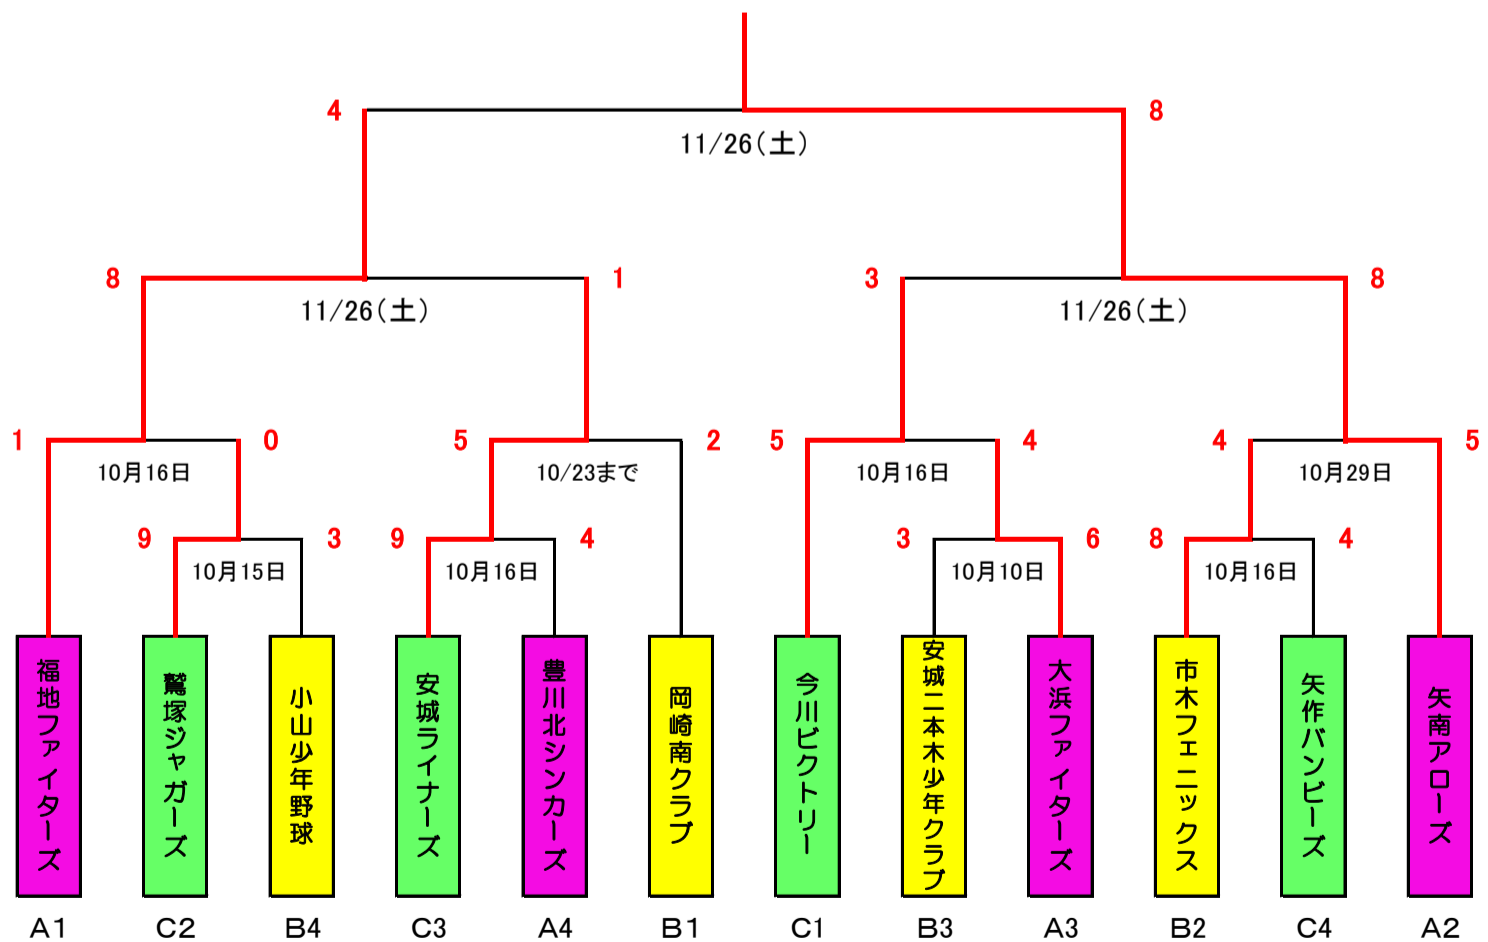 4 8
11/26(土)
8 1 3 8
11/26(土) 11/26(土)
1 0 5 2 5 4 4 5
10月16日 10/23まで 10月16日 10月29日
9 3 9 4 3 6 8 4
10月15日 10月16日 10月10日 10月16日
福地ファイターズ
鷲塚ジャガーズ
小山少年野球
安城ライナーズ
豊川北シンカーズ
岡崎南クラブ
今川ビクトリー
安城二本木少年クラブ
大浜ファイターズ
市木フェニックス
矢作バンビーズ
矢南アローズ
A1 C2 B4 C3 A4 B1 C1 B3 A3 B2 C4 A2